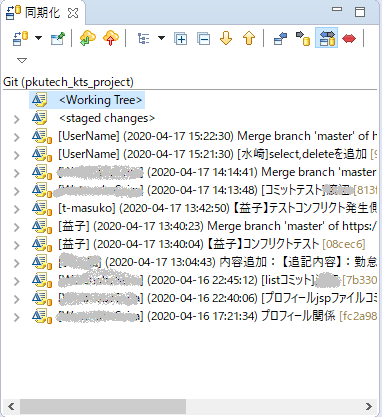 同期化
Git (pkutech_kts_project)
<Working Tree>
<staged changes>
[UserName] (2020-04-17 15:22:30) Merge branch 'master' of h
[UserName] (2020-04-17 15:21:30) [水﨑]select,deleteを追加 [9
(2020-04-17 14:14:41) Merge branch 'master
(2020-04-17 14:13:48) [コミットテスト] [813f
[t-masuko] (2020-04-17 13:42:50) 【益子】テストコンフリクト発生側
[益子] (2020-04-17 13:40:23) Merge branch 'master' of https:/
[益子] (2020-04-17 13:40:04) 【益子】コンフリクトテスト [08cec6]
(2020-04-17 13:04:43) 内容追加：【追記内容】：勤怠
(2020-04-16 22:45:12) [listコミット] [7b330
(2020-04-16 22:40:06) [プロフィールjspファイルコミ
(2020-04-16 17:21:34) プロフィール関係 [fc2a98